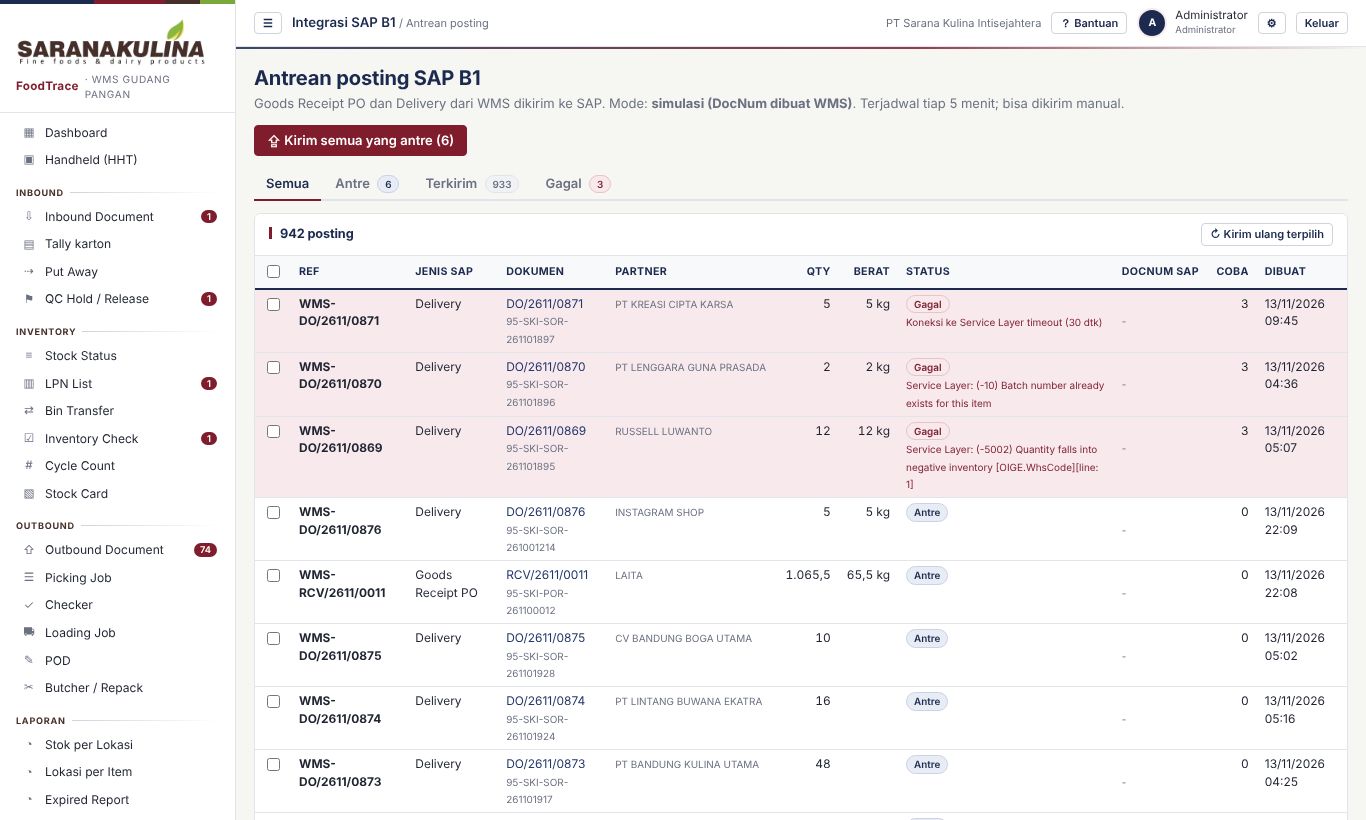 SARANAKULINA
Fine foods & dairy products
FoodTrace · WMS GUDANG PANGAN
Dashboard
Handheld (HHT)
INBOUND
Inbound Document 1
Tally karton
Put Away
QC Hold / Release 1
INVENTORY
Stock Status
LPN List 1
Bin Transfer
Inventory Check 1
Cycle Count
Stock Card
OUTBOUND
Outbound Document 74
Picking Job
Checker
Loading Job
POD
Butcher / Repack
LAPORAN
Stok per Lokasi
Lokasi per Item
Expired Report
Integrasi SAP B1 / Antrean posting
PT Sarana Kulina Intisejahtera
? Bantuan
A
Administrator
Administrator
Keluar
Antrean posting SAP B1
Goods Receipt PO dan Delivery dari WMS dikirim ke SAP. Mode: simulasi (DocNum dibuat WMS). Terjadwal tiap 5 menit; bisa dikirim manual.
⇪ Kirim semua yang antre (6)
Semua Antre 6 Terkirim 933 Gagal 3
942 posting
↻ Kirim ulang terpilih
REF JENIS SAP DOKUMEN PARTNER QTY BERAT STATUS DOCNUM SAP COBA DIBUAT
WMS-DO/2611/0871 Delivery DO/2611/0871 95-SKI-SOR-261101897 PT KREASI CIPTA KARSA 5 5 kg Gagal Koneksi ke Service Layer timeout (30 dtk) - 3 13/11/2026 09:45
WMS-DO/2611/0870 Delivery DO/2611/0870 95-SKI-SOR-261101896 PT LENGGARA GUNA PRASADA 2 2 kg Gagal Service Layer: (-10) Batch number already exists for this item - 3 13/11/2026 04:36
WMS-DO/2611/0869 Delivery DO/2611/0869 95-SKI-SOR-261101895 RUSSELL LUWANTO 12 12 kg Gagal Service Layer: (-5002) Quantity falls into negative inventory [OIGE.WhsCode][line: 1] - 3 13/11/2026 05:07
WMS-DO/2611/0876 Delivery DO/2611/0876 95-SKI-SOR-261001214 INSTAGRAM SHOP 5 5 kg Antre - 0 13/11/2026 22:09
WMS-RCV/2611/0011 Goods Receipt PO RCV/2611/0011 95-SKI-POR-261100012 LAITA 1.065,5 65,5 kg Antre - 0 13/11/2026 22:08
WMS-DO/2611/0875 Delivery DO/2611/0875 95-SKI-SOR-261101928 CV BANDUNG BOGA UTAMA 10 Antre - 0 13/11/2026 05:02
WMS-DO/2611/0874 Delivery DO/2611/0874 95-SKI-SOR-261101924 PT LINTANG BUWANA EKATRA 16 Antre - 0 13/11/2026 05:16
WMS-DO/2611/0873 Delivery DO/2611/0873 95-SKI-SOR-261101917 PT BANDUNG KULINA UTAMA 48 Antre - 0 13/11/2026 04:25